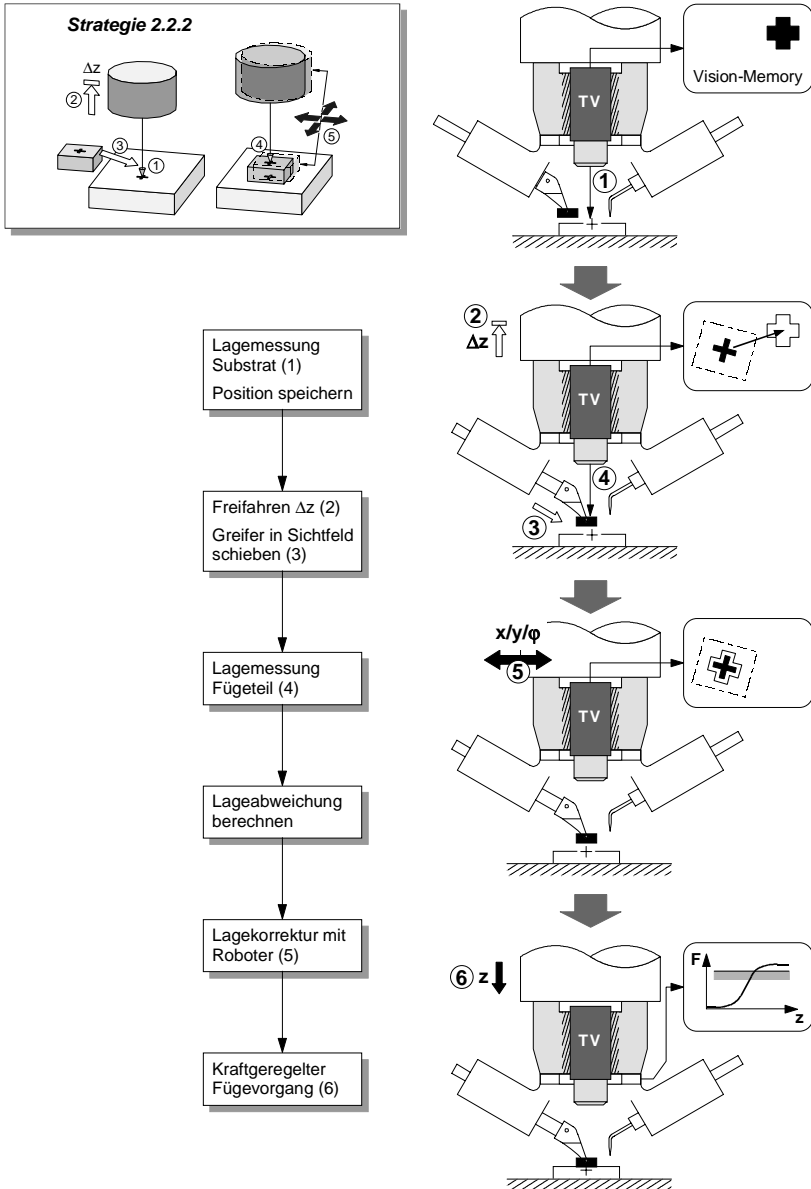 Strategie 2.2.2
Δz
2
3
1
4
5
TV
Vision-Memory
1
Lagemessung
Substrat (1)
Position speichern
2
Δz
TV
4
3
Freifahren Δz (2)
Greifer in Sichtfeld
schieben (3)
x/y/φ
5
TV
Lagemessung
Fügeteil (4)
Lageabweichung
berechnen
Lagekorrektur mit
Roboter (5)
6 z
F
z
TV
Kraftgeregelter
Fügevorgang (6)